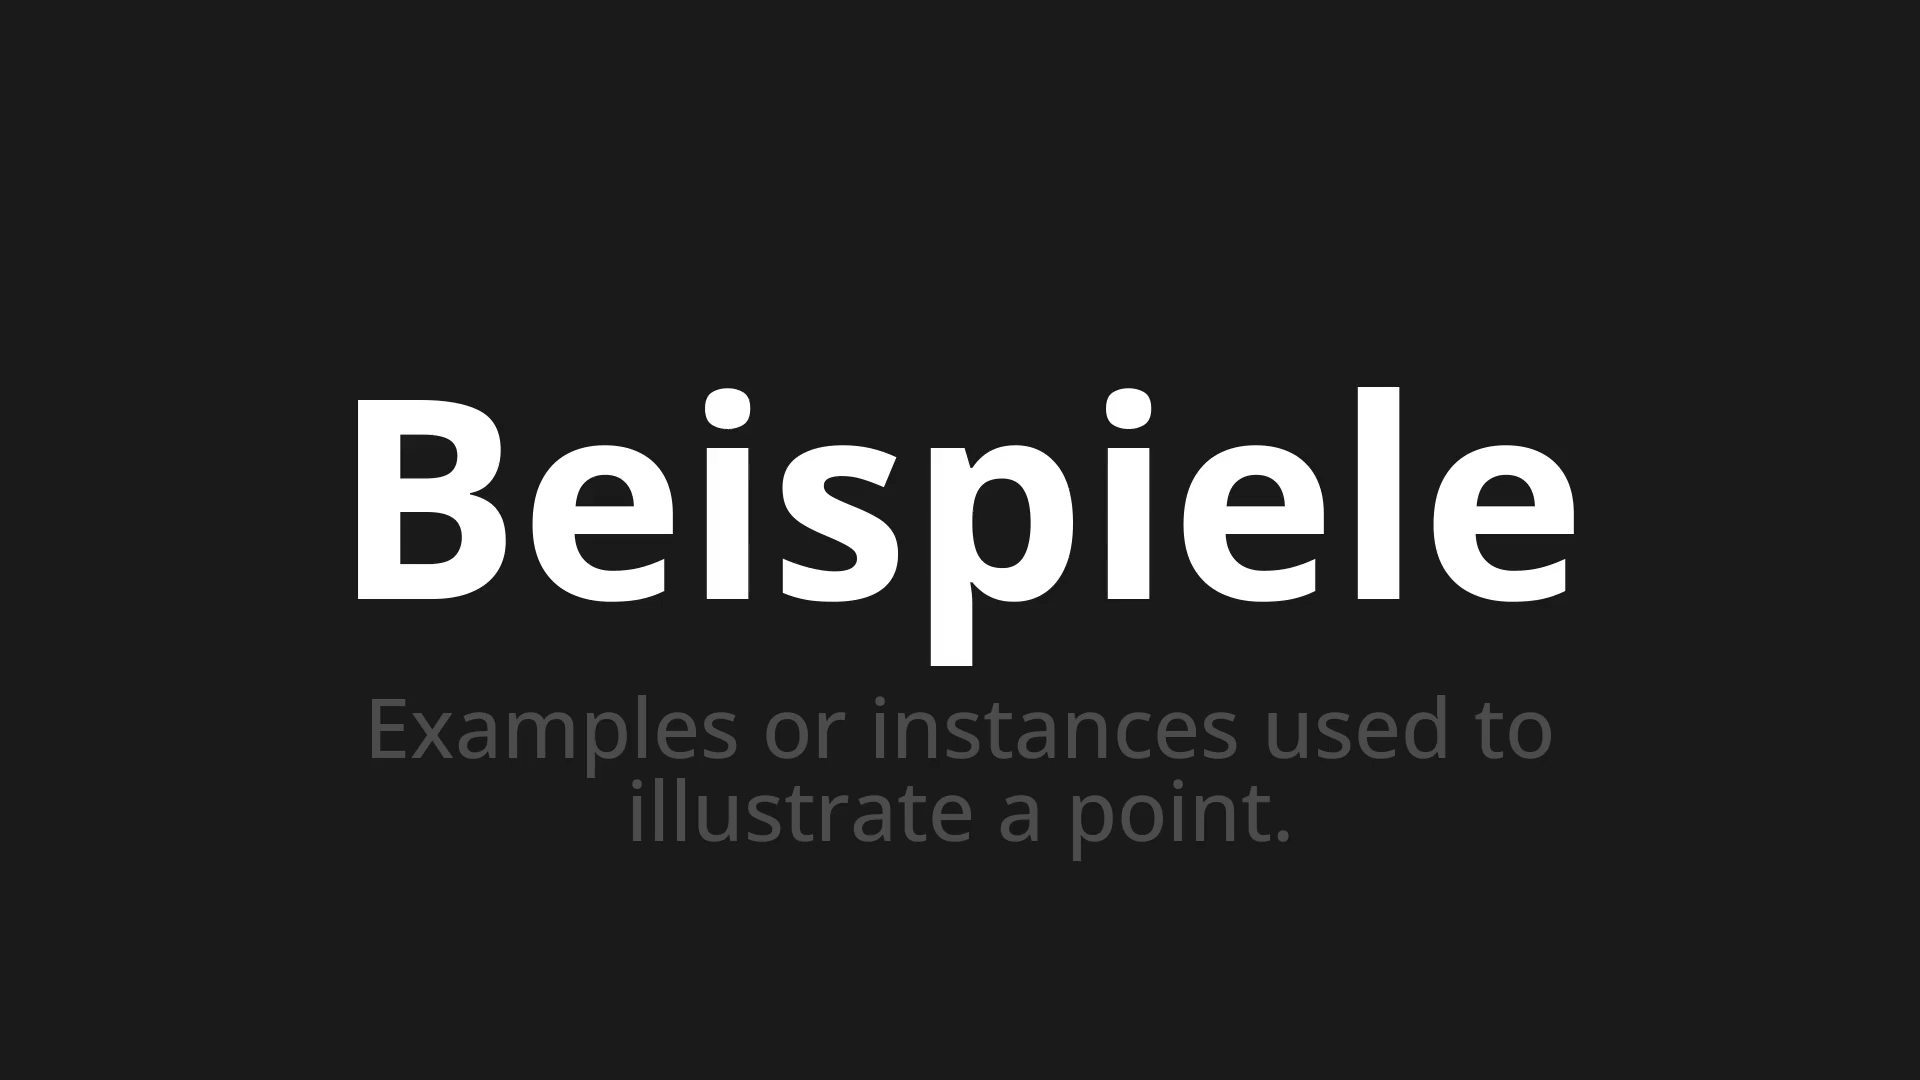 Beispiele
Examples or instances used to
illustrate a point.